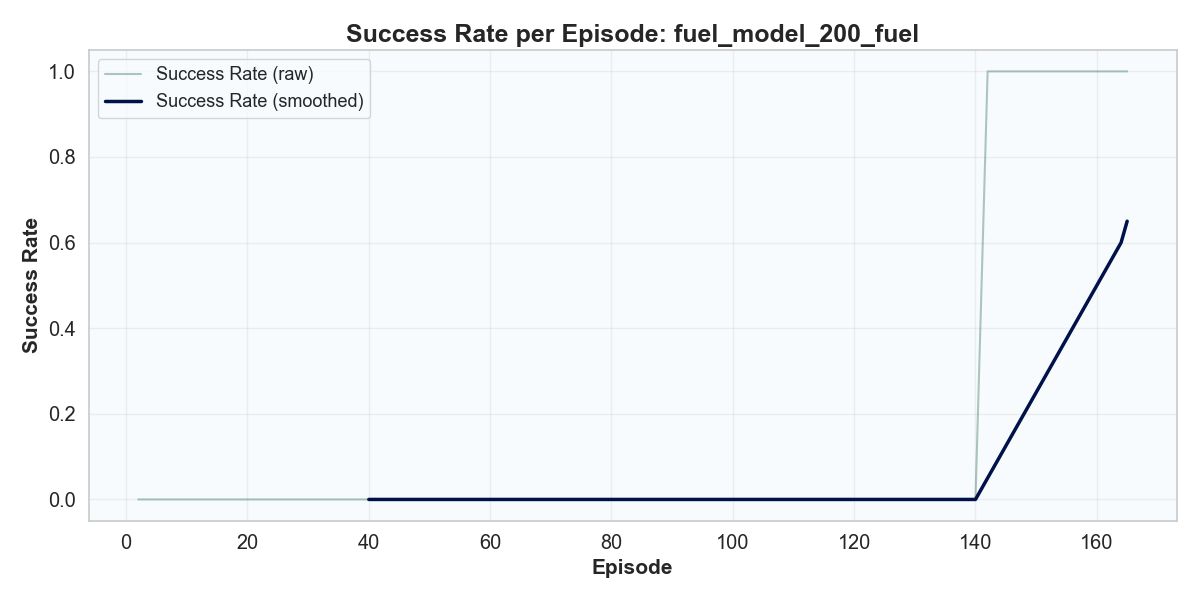 Success Rate per Episode: fuel_model_200_fuel
Success Rate (raw)
Success Rate (smoothed)
Success Rate
1.0
0.8
0.6
0.4
0.2
0.0
0 20 40 60 80 100 120 140 160
Episode